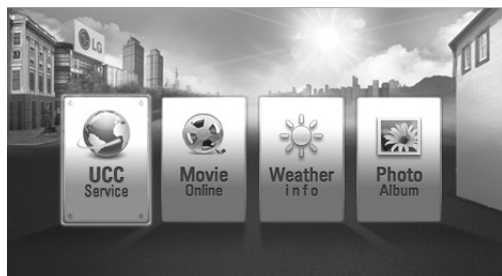 LG
UCC
Service
Movie
Online
Weather
info
Photo
Album